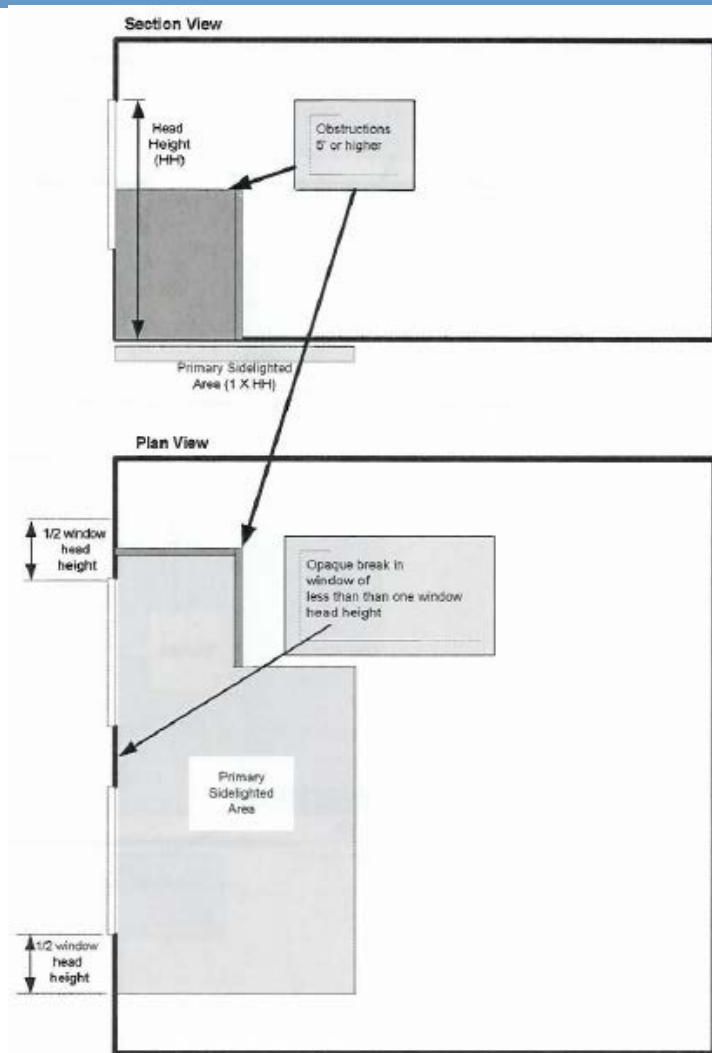 Section View
Head
Height
(HH)
Obstructions
5' or higher
Primary Sidelighted
Area (1 X HH)
Plan View
1/2 window
head
height
Opaque break in
window of
less than than one window
head height
Primary
Sidelighted
Area
1/2 window
head
height